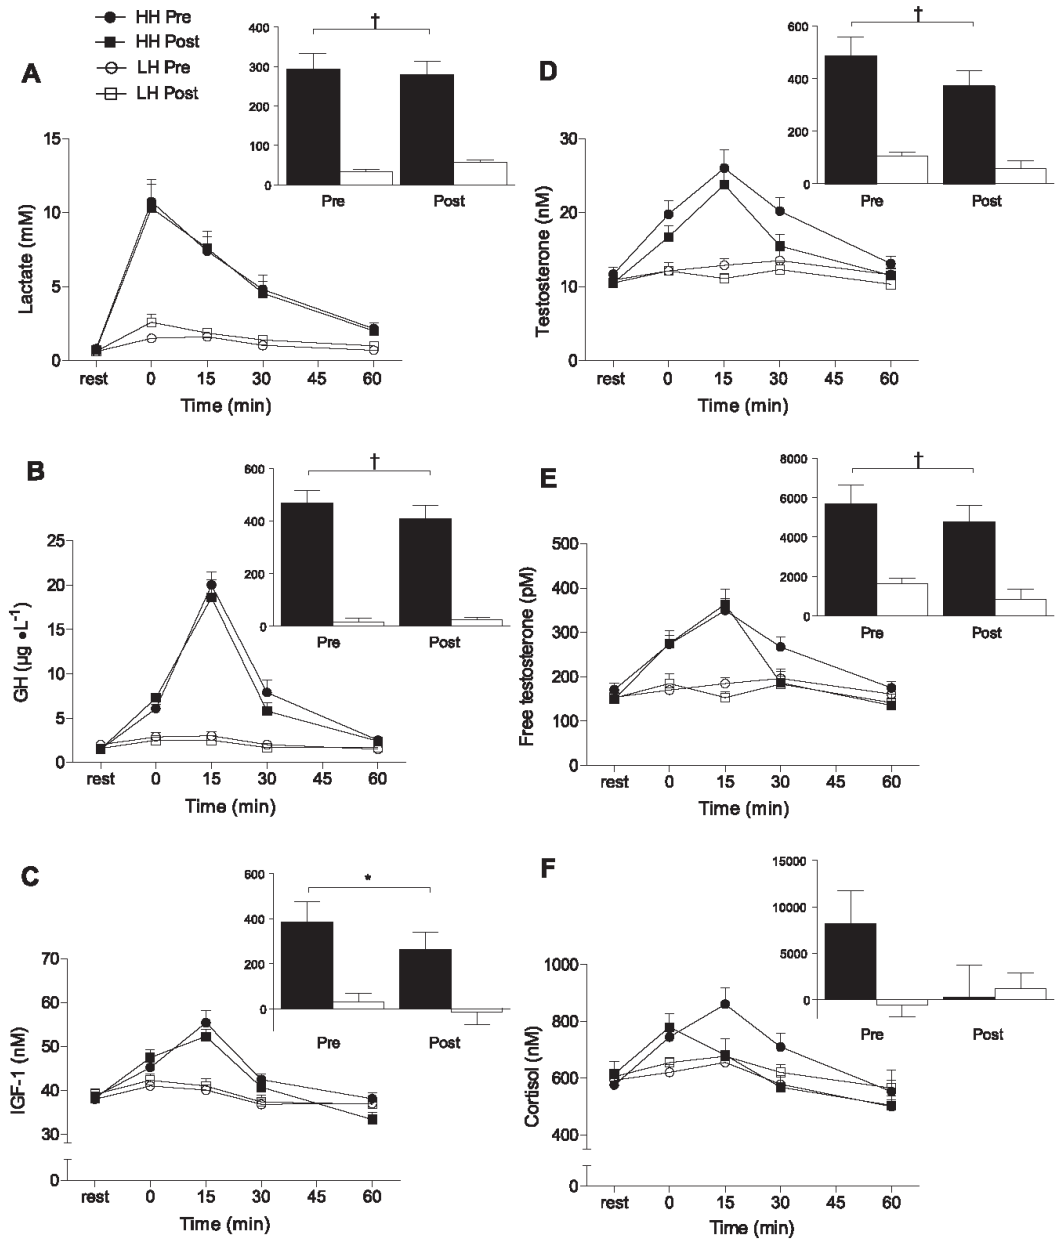 HH Pre
HH Post
LH Pre
LH Post
A
†
400
300
200
100
0
Pre Post
15
10
5
0
Lactate (mM)
rest 0 15 30 45 60
Time (min)
D
†
600
400
200
0
Pre Post
30
20
10
0
Testosterone (nM)
rest 0 15 30 45 60
Time (min)
B
†
600
400
200
0
Pre Post
25
20
15
10
5
0
GH (µg ●L⁻¹)
rest 0 15 30 45 60
Time (min)
E
†
8000
6000
4000
2000
0
Pre Post
500
400
300
200
100
0
Free testosterone (pM)
rest 0 15 30 45 60
Time (min)
C
*
600
400
200
0
Pre Post
70
60
50
40
30
0
IGF-1 (nM)
rest 0 15 30 45 60
Time (min)
F
15000
10000
5000
0
Pre Post
1000
800
600
400
0
Cortisol (nM)
rest 0 15 30 45 60
Time (min)